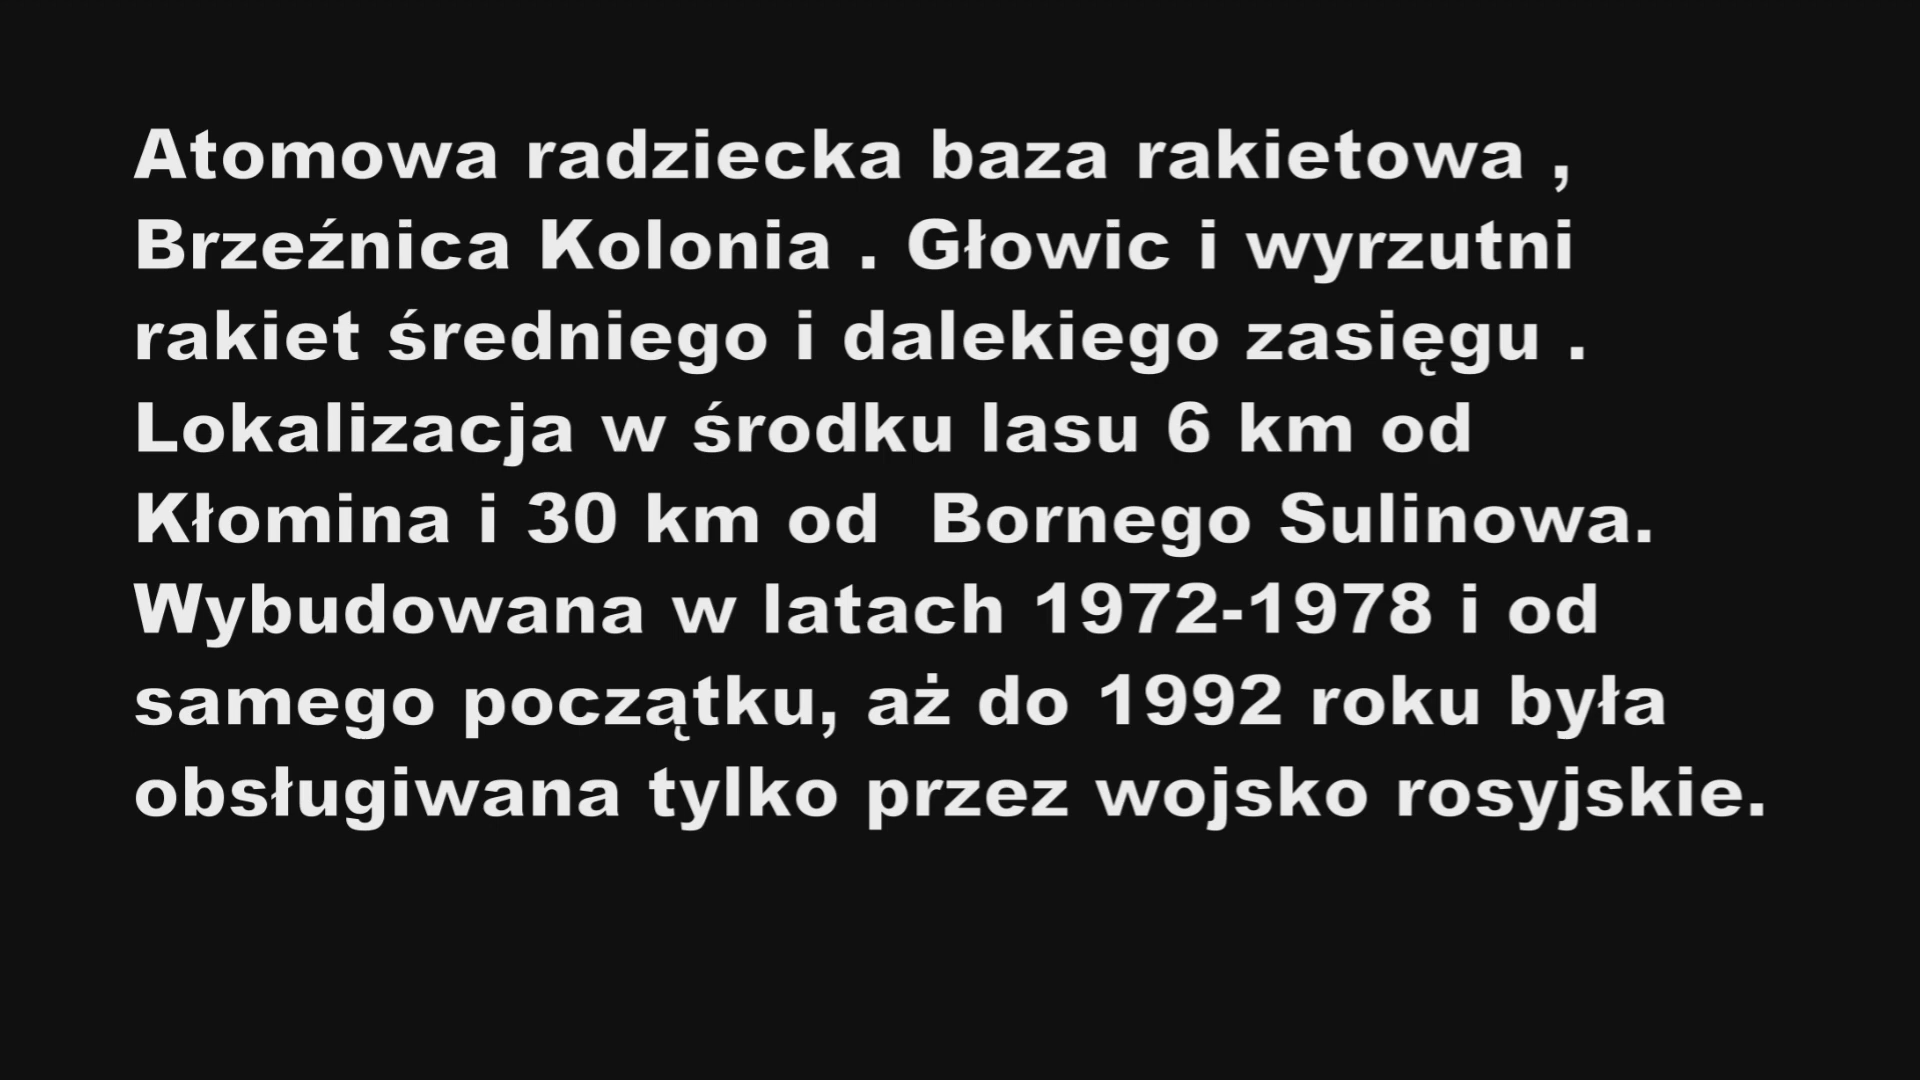 Atomowa radziecka baza rakietowa ,
Brzeźnica Kolonia . Głowic i wyrzutni
rakiet średniego i dalekiego zasięgu .
Lokalizacja w środku lasu 6 km od
Kłomina i 30 km od  Bornego Sulinowa.
Wybudowana w latach 1972-1978 i od
samego początku, aż do 1992 roku była
obsługiwana tylko przez wojsko rosyjskie.